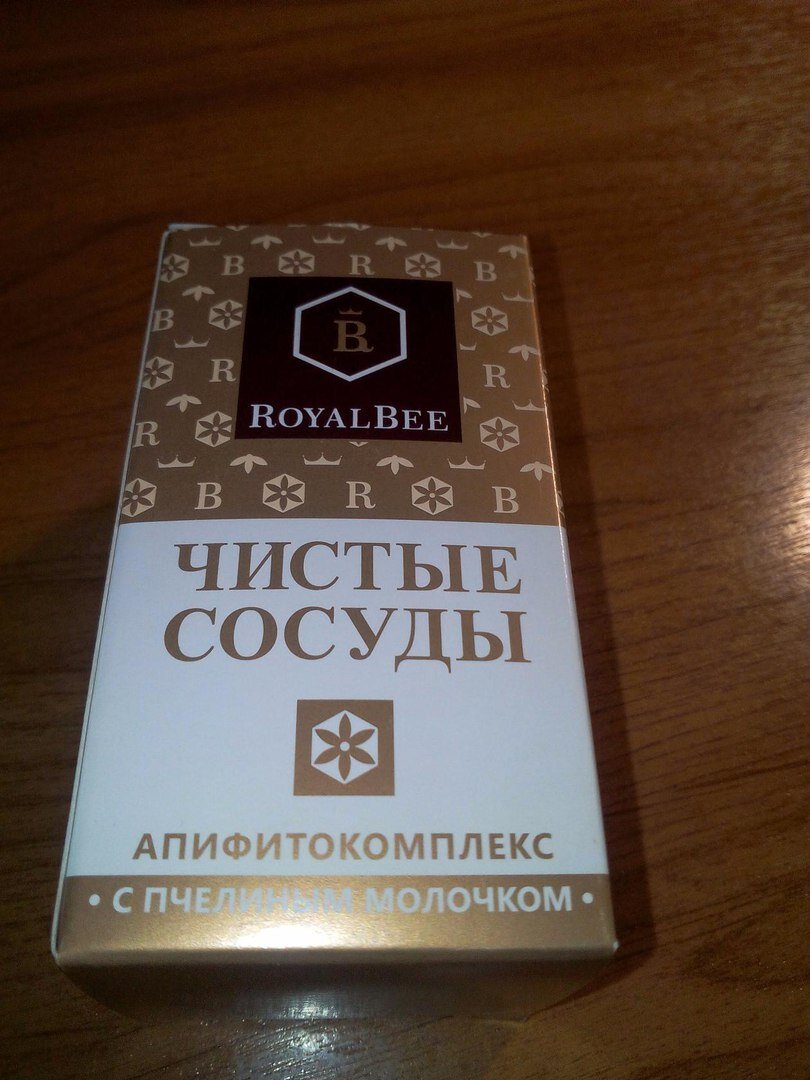 B R B
R
ROYALBEE
B R
R
B R B
ЧИСТЫЕ
СОСУДЫ
АПИФИТОКОМПЛЕКС
• С ПЧЕЛИНЫМ МОЛОЧКОМ •